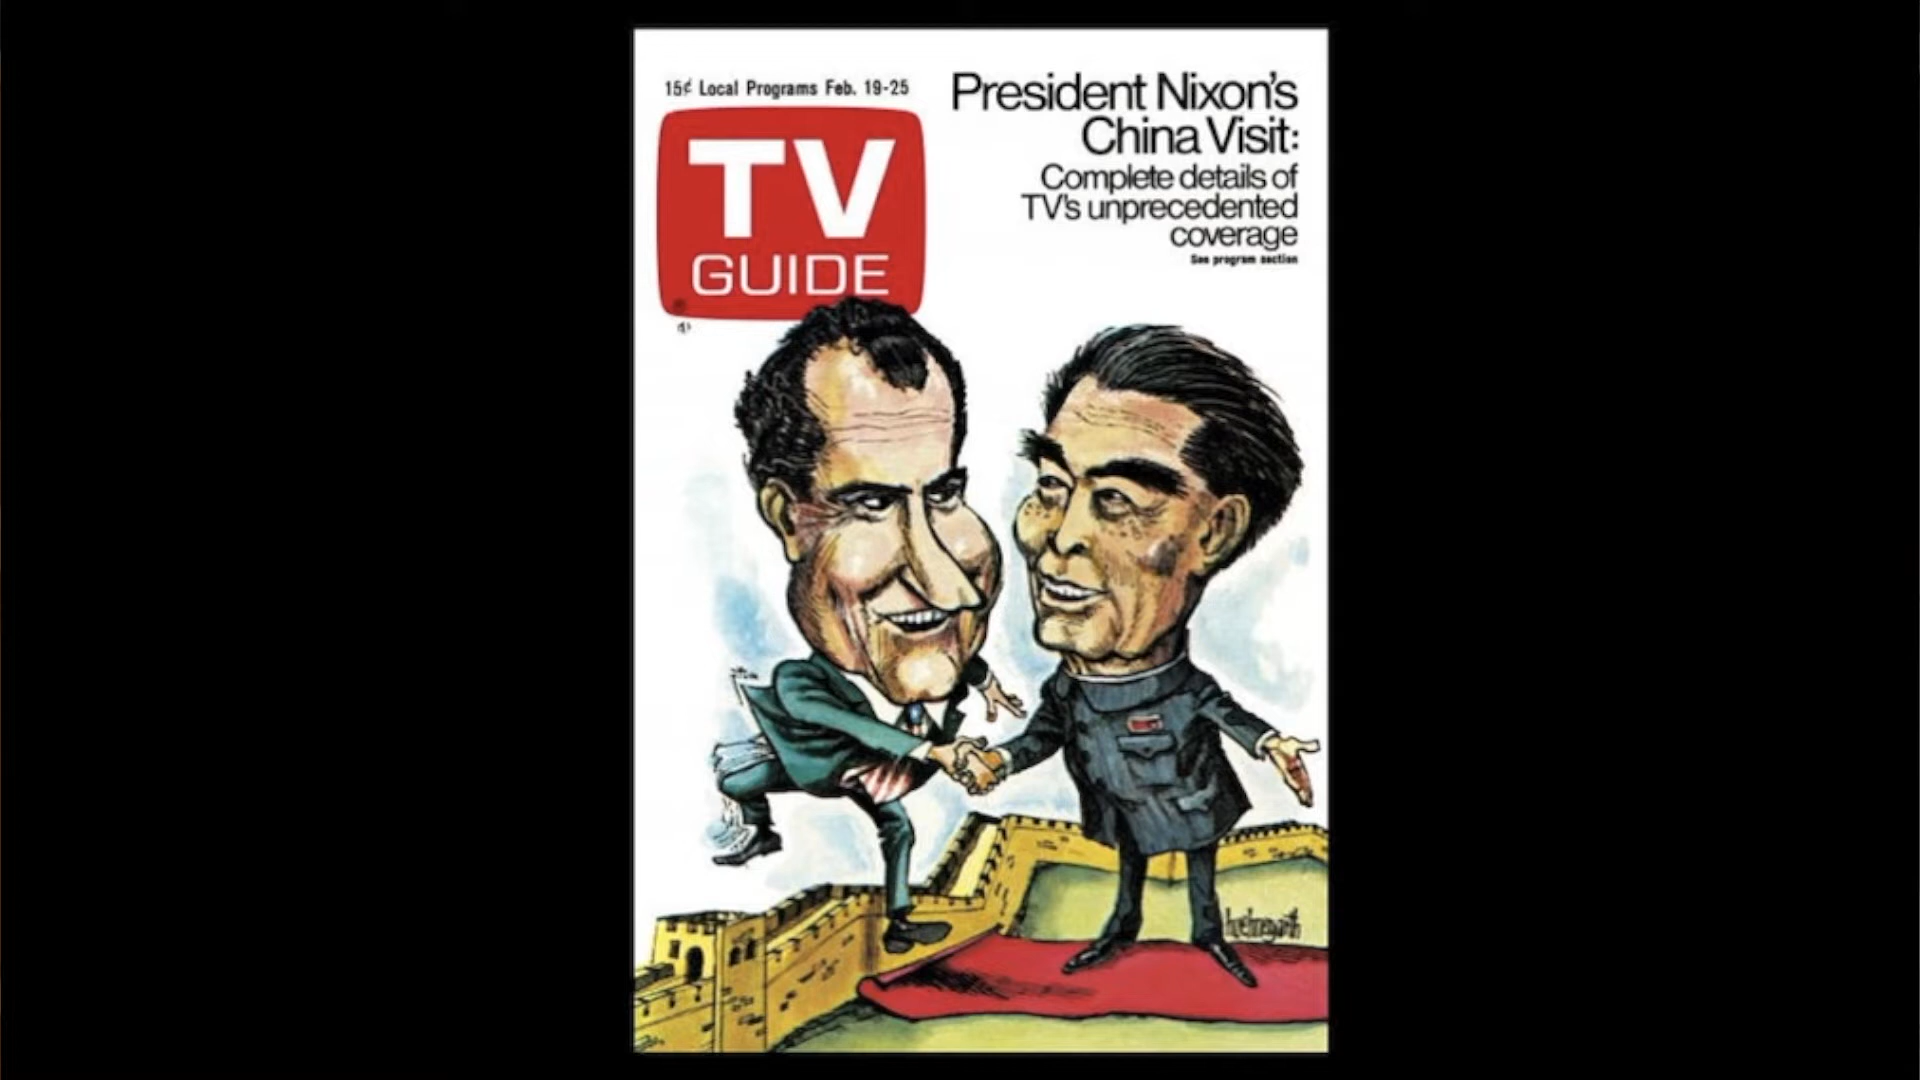 15¢ Local Programs Feb. 19-25
TV
GUIDE
®
President Nixon's
China Visit:
Complete details of
TV's unprecedented
coverage
See program section